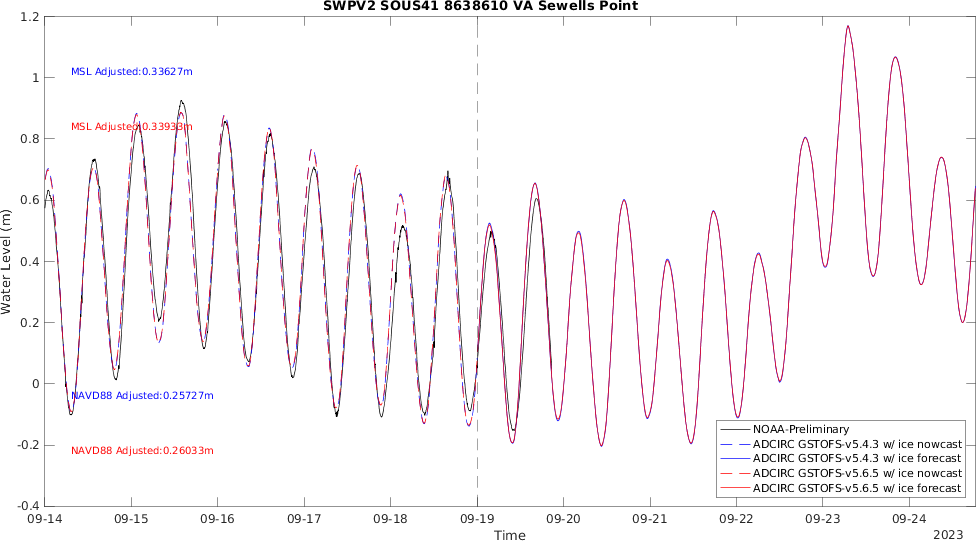 SWPV2 SOUS41 8638610 VA Sewells Point
1.2
1
0.8
0.6
0.4
0.2
0
-0.2
-0.4
Water Level (m)
MSL Adjusted:0.33627m
MSL Adjusted:0.33933m
NAVD88 Adjusted:0.25727m
NAVD88 Adjusted:0.26033m
NOAA-Preliminary
ADCIRC GSTOFS-v5.4.3 w/ ice nowcast
ADCIRC GSTOFS-v5.4.3 w/ ice forecast
ADCIRC GSTOFS-v5.6.5 w/ ice nowcast
ADCIRC GSTOFS-v5.6.5 w/ ice forecast
09-14 09-15 09-16 09-17 09-18 09-19 09-20 09-21 09-22 09-23 09-24
Time
2023